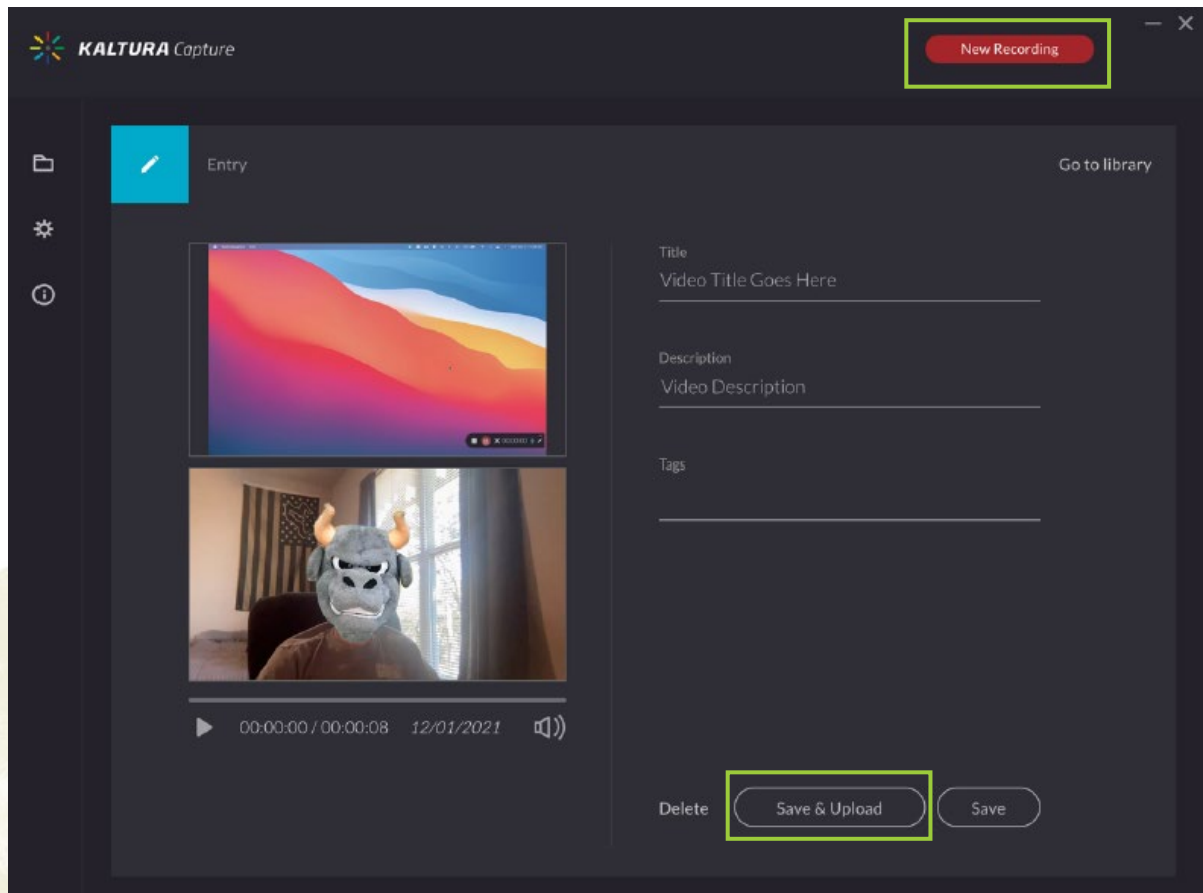 KALTURA Capture
New Recording
Entry
Go to library
Title
Video Title Goes Here
Description
Video Description
Tags
00:00:00 / 00:00:08 12/01/2021
Delete Save & Upload Save